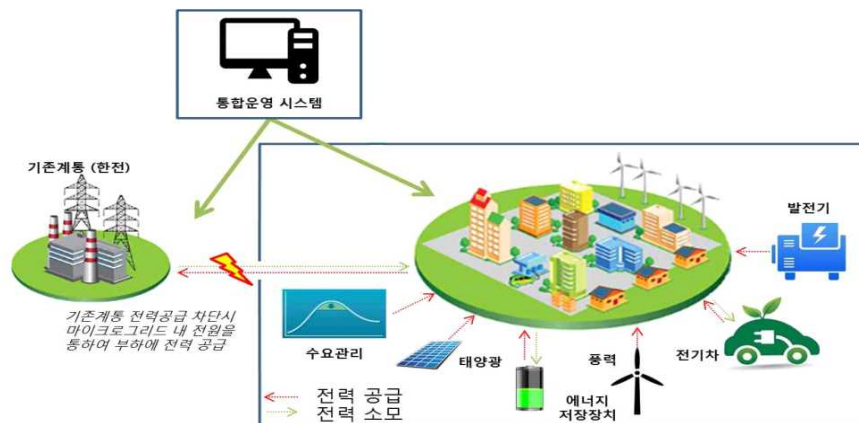 통합운영 시스템
기존계통 (한전)
발전기
기존계통 전력공급 차단시
마이크로그리드 내 전원을
통하여 부하에 전력 공급
수요관리
태양광
풍력
전기차
에너지
저장장치
전력 공급
전력 소모